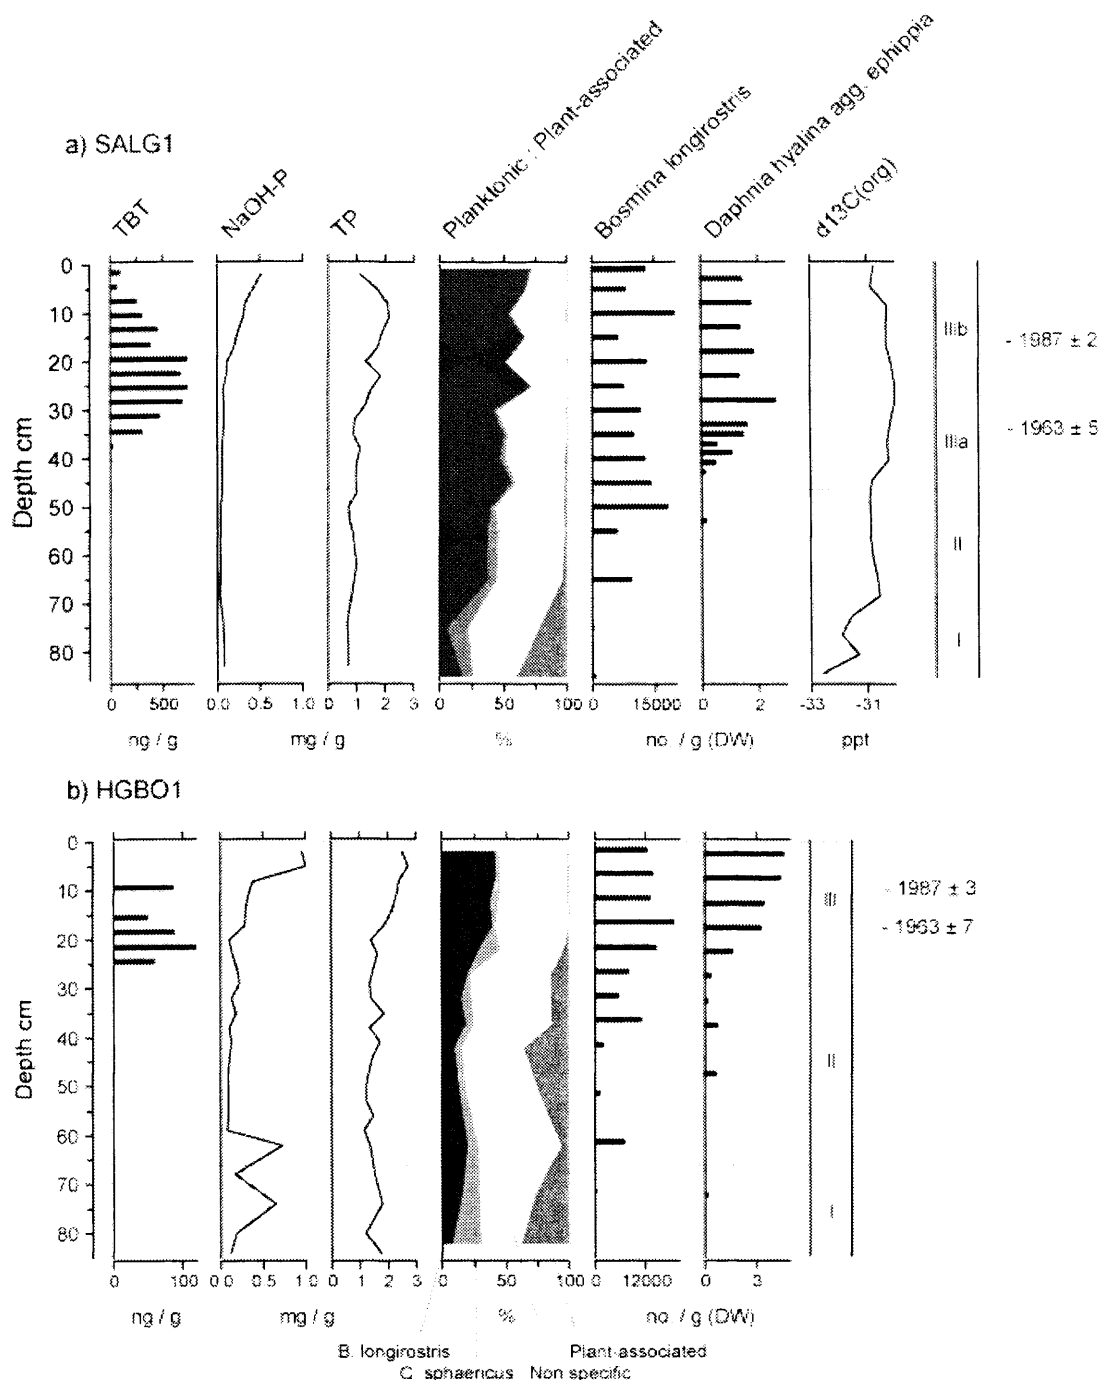 a) SALG1
TBT
NaOH-P
TP
Planktonic : Plant-associated
Bosmina longirostris
Daphnia hyalina agg. ephippia
d13C(org)
0
10
20
30
40
50
60
70
80
Depth cm
IIIb
IIIa
II
I
- 1987 ± 2
- 1963 ± 5
0 500
0.0 0.5 1.0
0 1 2 3
0 50 100
0 15000
0 2
-33 -31
ng / g
mg / g
%
no. / g (DW)
ppt
b) HGBO1
0
10
20
30
40
50
60
70
80
Depth cm
III
II
I
- 1987 ± 3
- 1963 ± 7
0 100
0.0 0.5 1.0
0 1 2 3
0 50 100
0 12000
0 3
ng / g
mg / g
%
no. / g (DW)
B. longirostris Plant-associated
C. sphaericus Non specific